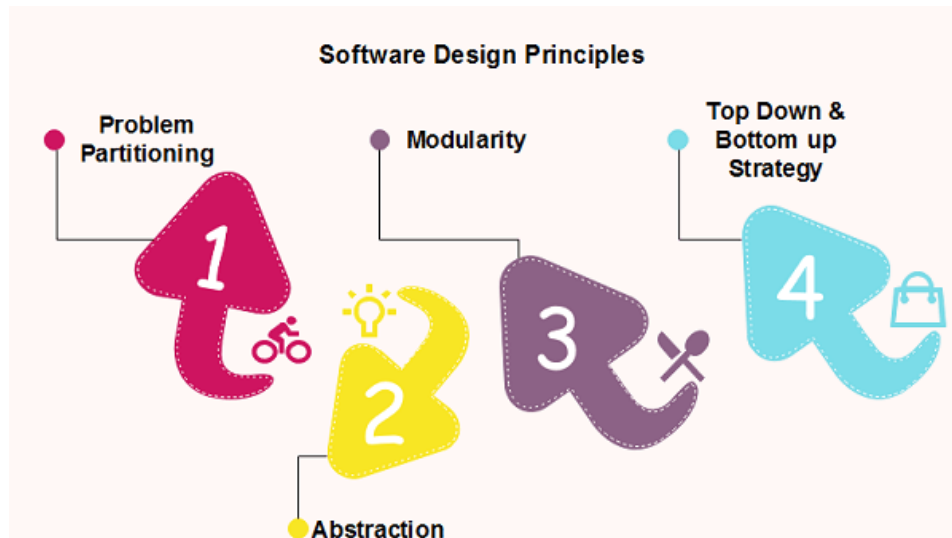 Software Design Principles
Problem
Partitioning
1
2
Abstraction
Modularity
3
Top Down &
Bottom up
Strategy
4